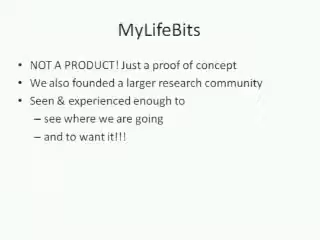 MyLifeBits
• NOT A PRODUCT! Just a proof of concept
• We also founded a larger research community
• Seen & experienced enough to
– see where we are going
– and to want it!!!